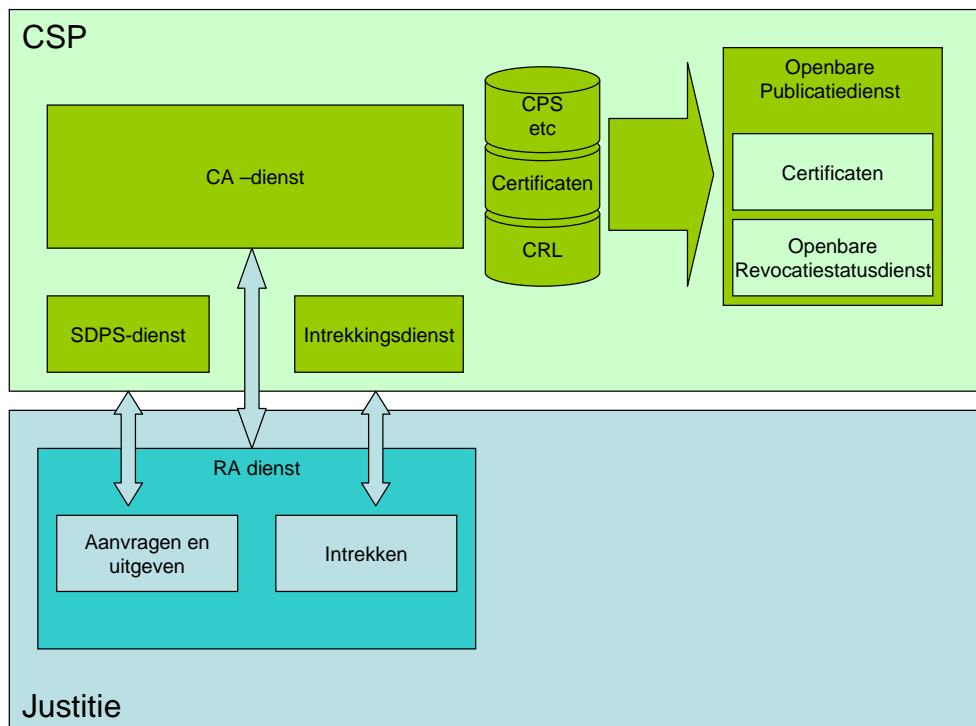 CSP
CA –dienst
CPS
etc
Certificaten
CRL
Openbare
Publicatiedienst
Certificaten
Openbare
Revocatiestatusdienst
SDPS-dienst
Intrekkingsdienst
RA dienst
Aanvragen en
uitgeven
Intrekken
Justitie